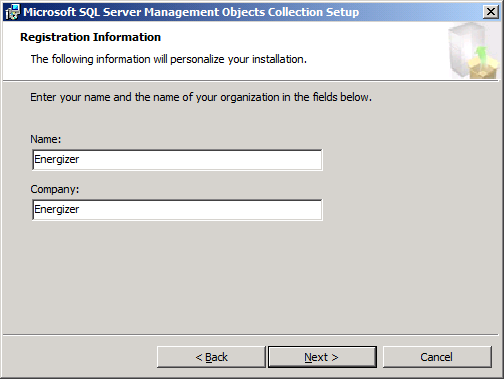 Microsoft SQL Server Management Objects Collection Setup
Registration Information
The following information will personalize your installation.
Enter your name and the name of your organization in the fields below.
Name:
Energizer
Company:
Energizer
< Back
Next >
Cancel